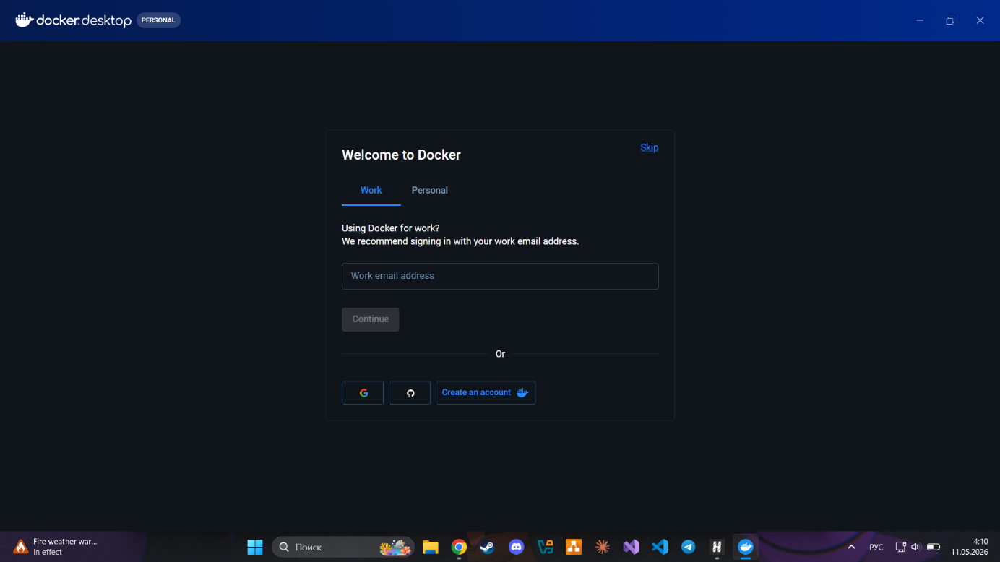 docker.desktop PERSONAL
Skip
Welcome to Docker
Work Personal
Using Docker for work?
We recommend signing in with your work email address.
Work email address
Continue
Or
Create an account
Fire weather war...
In effect
Поиск
РУС
4:10
11.05.2026